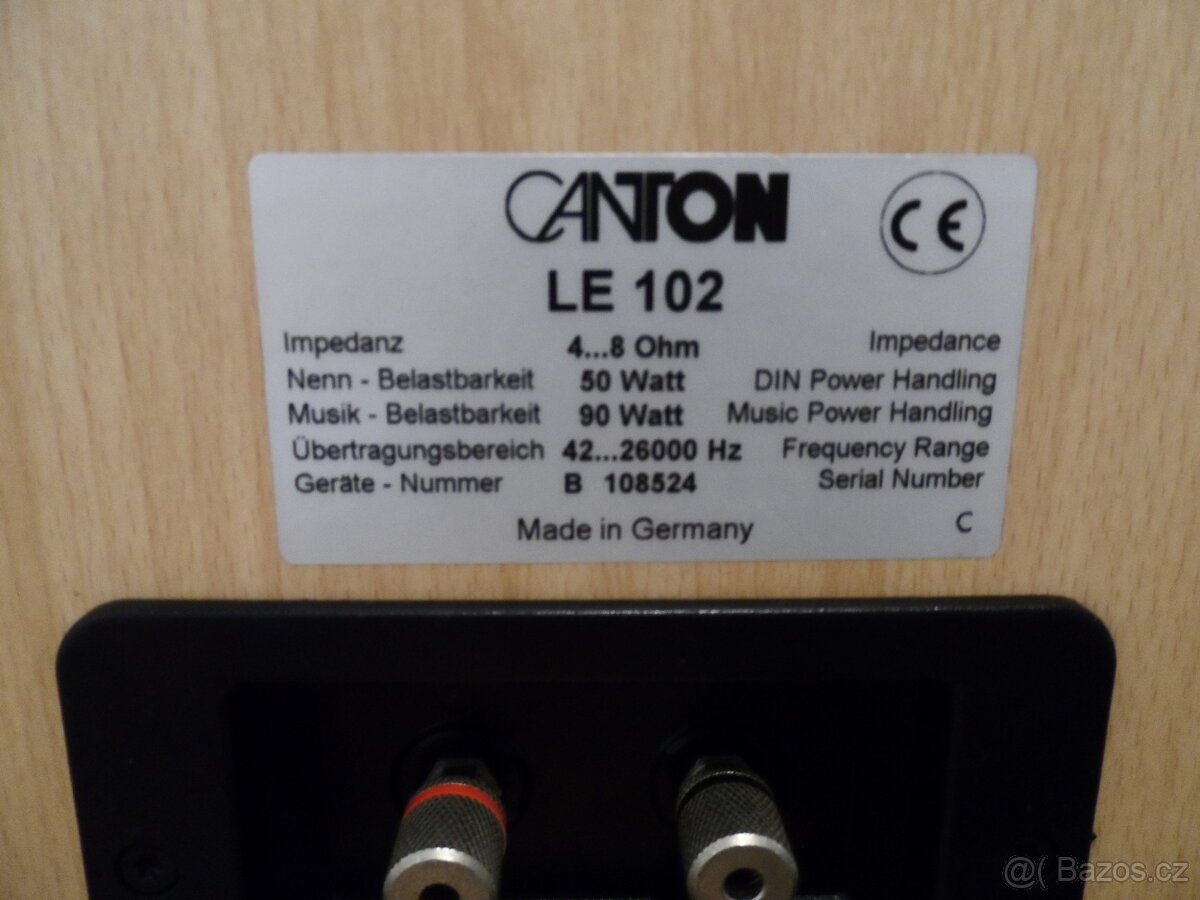 CANTON
CE
LE 102
Impedanz 4...8 Ohm Impedance
Nenn - Belastbarkeit 50 Watt DIN Power Handling
Musik - Belastbarkeit 90 Watt Music Power Handling
Übertragungsbereich 42...26000 Hz Frequency Range
Geräte - Nummer B 108524 Serial Number
Made in Germany C
@( Bazos.cz